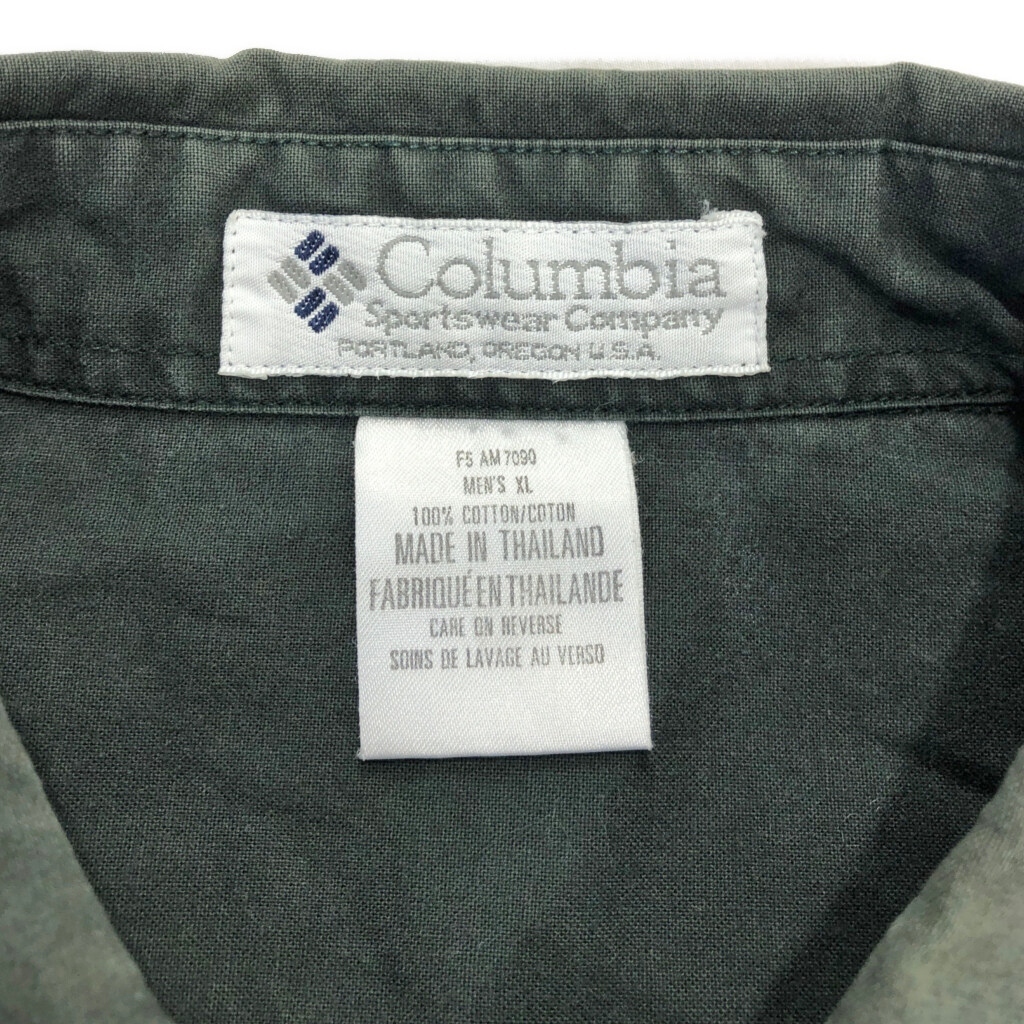 Columbia
Sportswear Company
PORTLAND, OREGON U.S.A.
F5 AM 7090
MEN'S XL
100% COTTON/COTON
MADE IN THAILAND
FABRIQUÉ EN THAILANDE
CARE ON REVERSE
SOINS DE LAVAGE AU VERSO